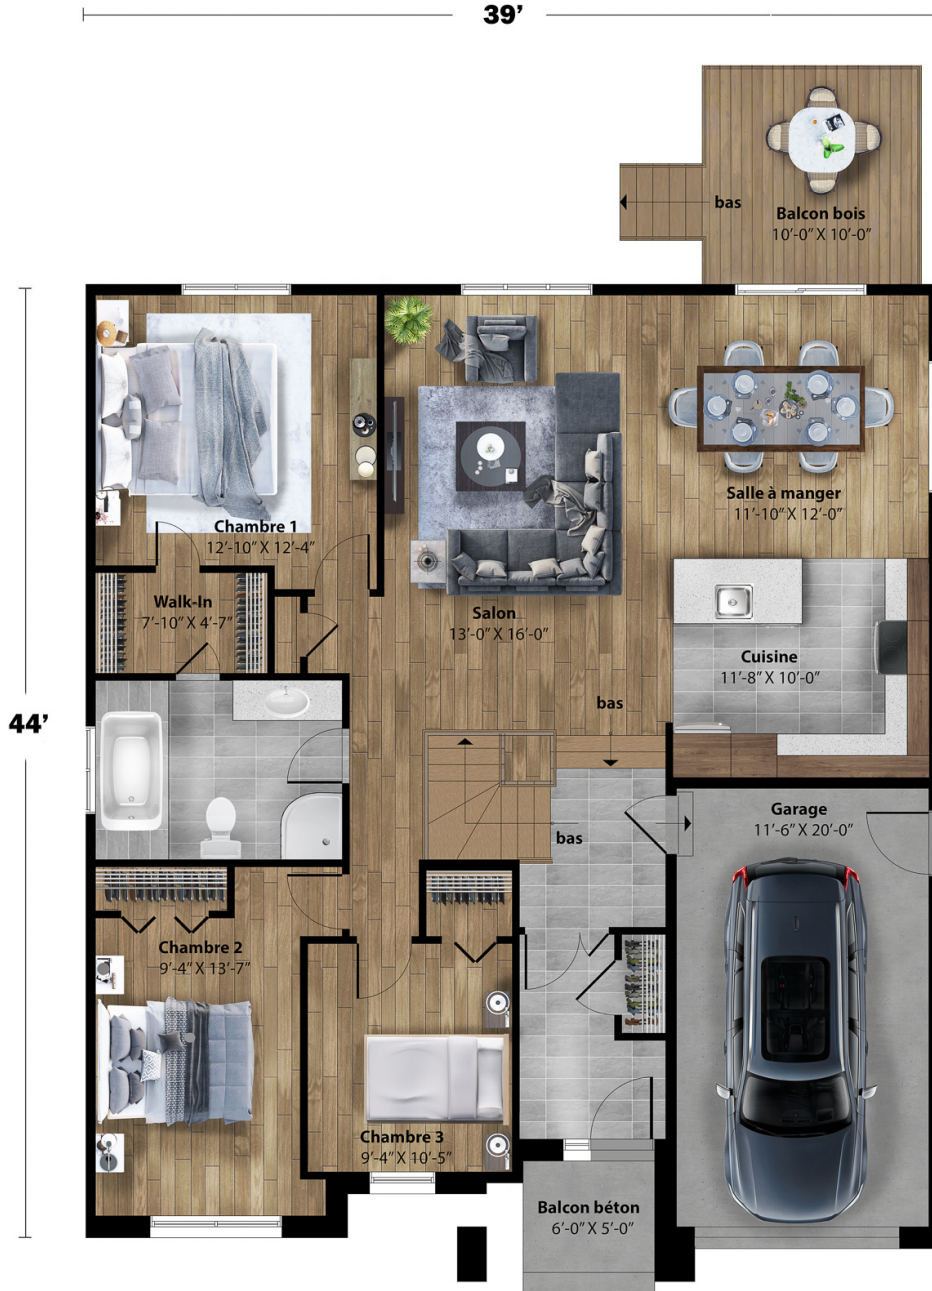 39’
bas
Balcon bois
10’-0” X 10’-0”
Chambre 1
12’-10” X 12’-4”
Salle à manger
11’-10” X 12’-0”
Walk-In
7’-10” X 4’-7”
Salon
13’-0” X 16’-0”
Cuisine
11’-8” X 10’-0”
bas
44’
Garage
11’-6” X 20’-0”
bas
Chambre 2
9’-4” X 13’-7”
Chambre 3
9’-4” X 10’-5”
Balcon béton
6’-0” X 5’-0”